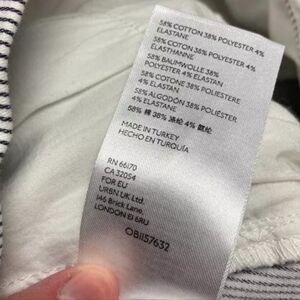 58% COTTON 38% POLYESTER 4%
ELASTANE
58% COTON 38% POLYESTER 4%
ELASTHANNE
58% BAUMWOLLE 38%
POLYESTER 4% ELASTAN
58% COTONE 38% POLIESTERE
4% ELASTAN
58% ALGODÓN 38% POLIÉSTER
4% ELASTANE
58% 棉 38% 涤纶 4% 氨纶
MADE IN TURKEY
HECHO EN TURQUÍA
RN 66170
CA32054
FOR EU
URBN UK Ltd.
146 Brick Lane,
LONDON E1 6RU
OB1157632